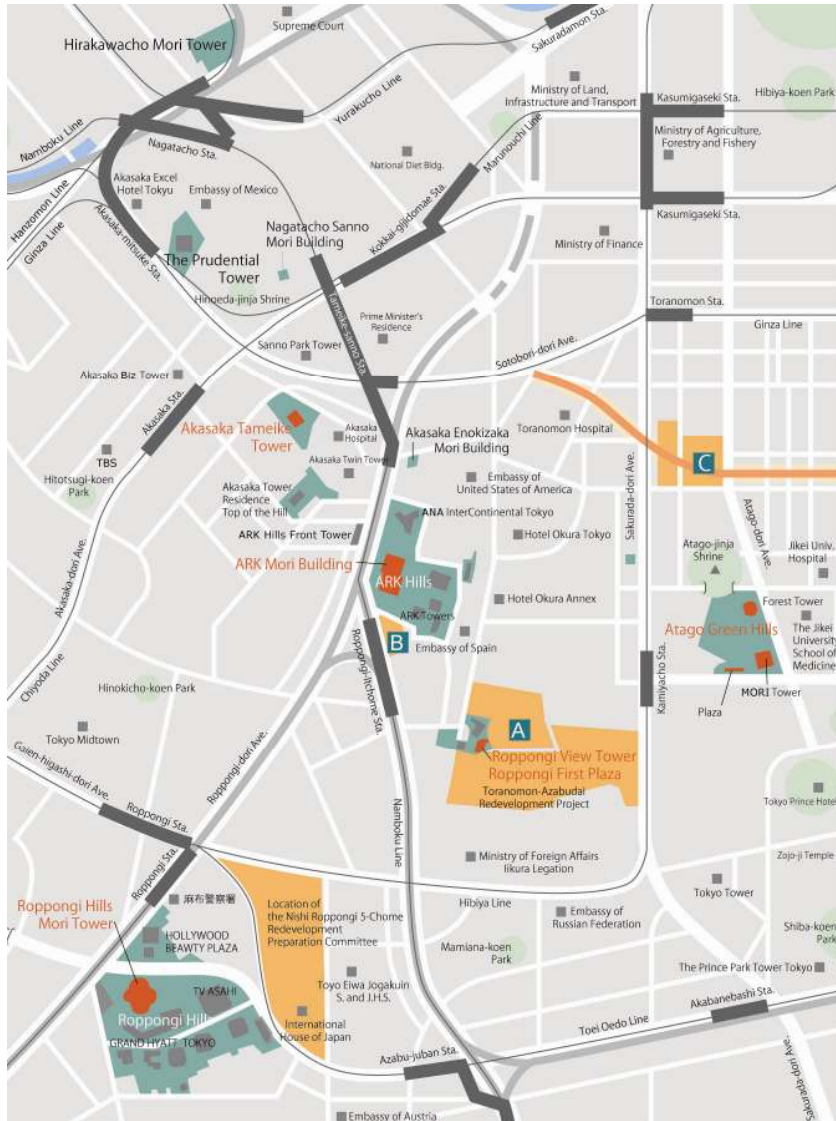 Supreme Court
Hirakawacho Mori Tower
Sakuradamon Sta.
Ministry of Land,
Infrastructure and Transport
Kasumigaseki Sta.
Hibiya-koen Park
Yurakucho Line
Namboku Line
Nagatacho Sta.
Marunouchi Line
Ministry of Agriculture,
Forestry and Fishery
National Diet Bldg.
Akasaka Excel
Hotel Tokyu
Embassy of Mexico
Hanzomon Line
Ginza Line
Akasaka-mitsuke Sta.
Nagatacho Sanno
Mori Building
Kokkai-gijidomae Sta.
Kasumigaseki Sta.
Ministry of Finance
The Prudential
Tower
Hinoeda-jinja Shrine
Tameike-sanno Sta.
Toranomon Sta.
Ginza Line
Prime Minister's
Residence
Sanno Park Tower
Sotobori-dori Ave.
Akasaka Biz Tower
Akasaka Sta.
Akasaka Tameike
Tower
Akasaka
Hospital
Akasaka Enokizaka
Mori Building
Toranomon Hospital
TBS
Hitotsugi-koen
Park
Akasaka Twin Tower
Embassy of
United States of America
C
Akasaka Tower
Residence
Top of the Hill
ANA InterContinental Tokyo
Sakurada-dori Ave.
Atago-dori Ave.
ARK Hills Front Tower
Hotel Okura Tokyo
Atago-jinja
Shrine
Jikei Univ.
Hospital
ARK Mori Building
ARK Hills
Akasaka-dori Ave.
Hotel Okura Annex
Forest Tower
ARK Towers
Atago Green Hills
The Jikei
University
School of
Medicine
B
Embassy of Spain
Chiyoda Line
Roppongi-Itchome Sta.
Kamiyacho Sta.
Hinokicho-koen Park
MORI Tower
Plaza
Tokyo Midtown
Roppongi-dori Ave.
A
Roppongi View Tower
Roppongi First Plaza
Toranomon-Azabudai
Redevelopment Project
Gaien-higashi-dori Ave.
Roppongi Sta.
Namboku Line
Tokyo Prince Hotel
Roppongi Sta.
Ministry of Foreign Affairs
Iikura Legation
Zojo-ji Temple
Tokyo Tower
Roppongi Hills
Mori Tower
麻布警察署
Location of
the Nishi Roppongi 5-Chome
Redevelopment
Preparation Committee
Hibiya Line
Embassy of
Russian Federation
Shiba-koen
Park
HOLLYWOOD
BEAWTY PLAZA
Mamiana-koen
Park
The Prince Park Tower Tokyo
TV ASAHI
Toyo Eiwa Jogakuin
S. and J.H.S.
Akabanebashi Sta.
Roppongi Hills
International
House of Japan
GRAND HYATT TOKYO
Toei Oedo Line
Azabu-juban Sta.
Sakurada-dori Ave.
Embassy of Austria